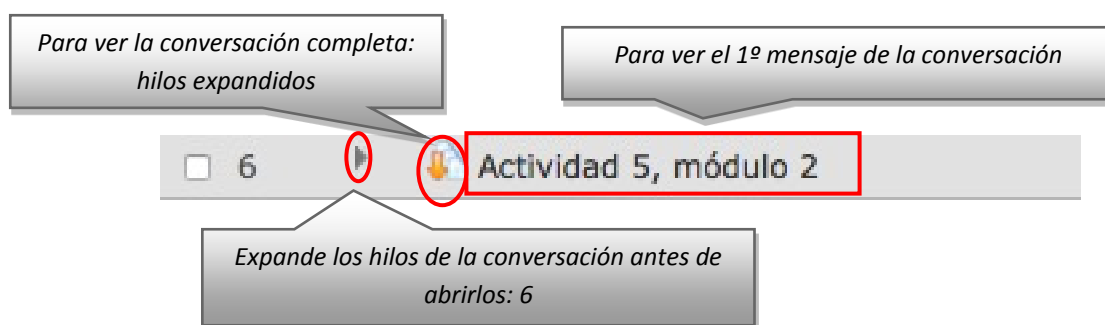 Para ver la conversación completa:
hilos expandidos
Para ver el 1º mensaje de la conversación
6
Actividad 5, módulo 2
Expande los hilos de la conversación antes de
abrirlos: 6